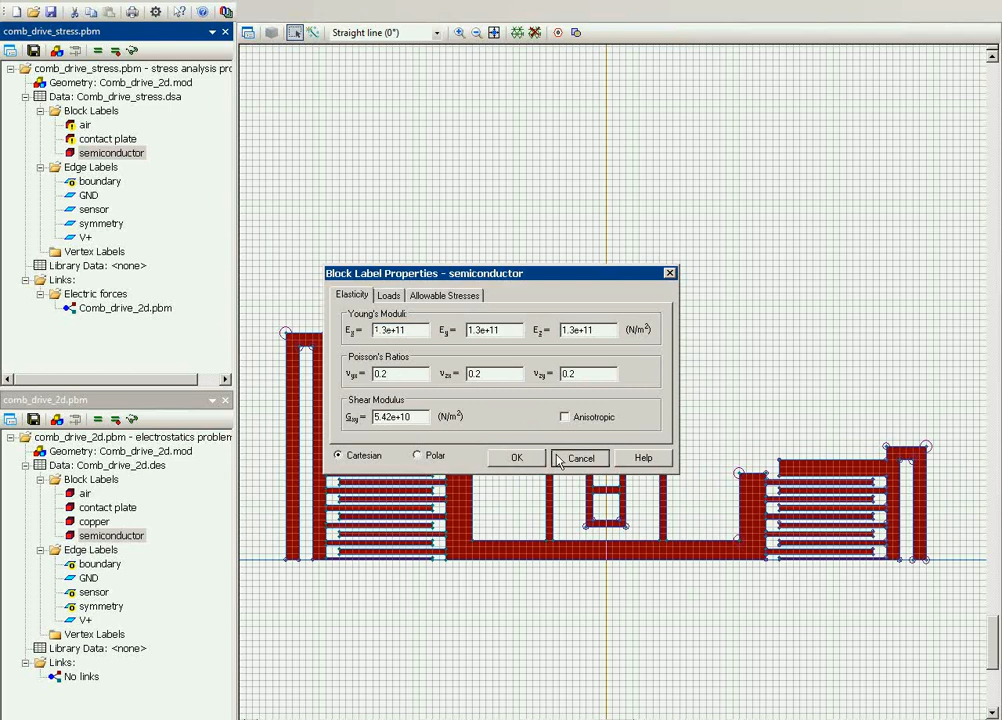 comb_drive_stress.pbm
comb_drive_stress.pbm - stress analysis pro
Geometry: Comb_drive_2d.mod
Data: Comb_drive_stress.dsa
Block Labels
air
contact plate
semiconductor
Edge Labels
boundary
GND
sensor
symmetry
V+
Vertex Labels
Library Data: <none>
Links:
Electric forces
Comb_drive_2d.pbm
comb_drive_2d.pbm
comb_drive_2d.pbm - electrostatics problem
Geometry: Comb_drive_2d.mod
Data: Comb_drive_2d.des
Block Labels
air
contact plate
copper
semiconductor
Edge Labels
boundary
GND
sensor
symmetry
V+
Vertex Labels
Library Data: <none>
Links:
No links
Straight line (0°)
Block Label Properties - semiconductor
Elasticity Loads Allowable Stresses
Young's Moduli:
Ex = 1.3e+11 Ey = 1.3e+11 Ez = 1.3e+11 (N/m²)
Poisson's Ratios
νyx = 0.2 νzx = 0.2 νzy = 0.2
Shear Modulus
Gxy = 5.42e+10 (N/m²) Anisotropic
Cartesian Polar OK Cancel Help